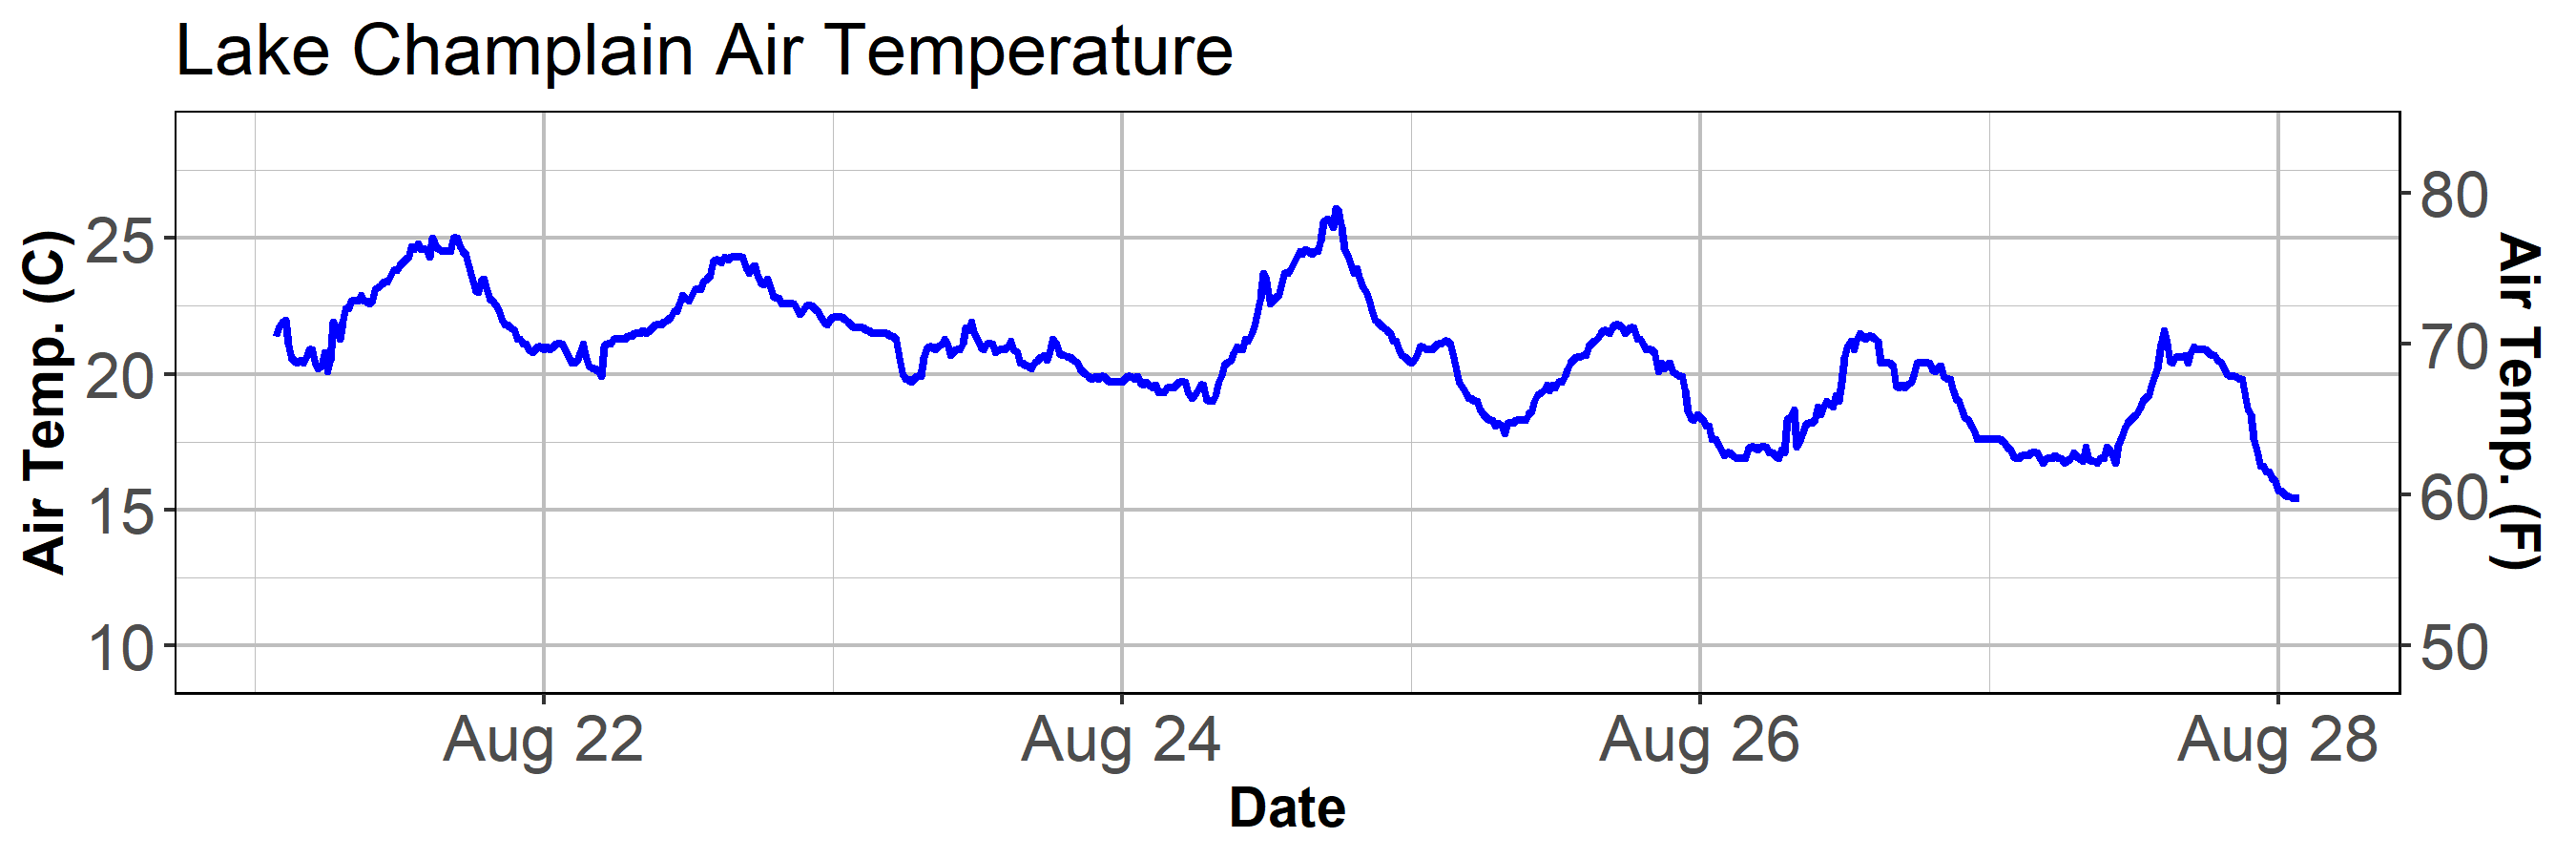 Lake Champlain Air Temperature
Air Temp. (C)
25
20
15
10
80
70
60
50
Air Temp. (F)
Aug 22
Aug 24
Aug 26
Aug 28
Date